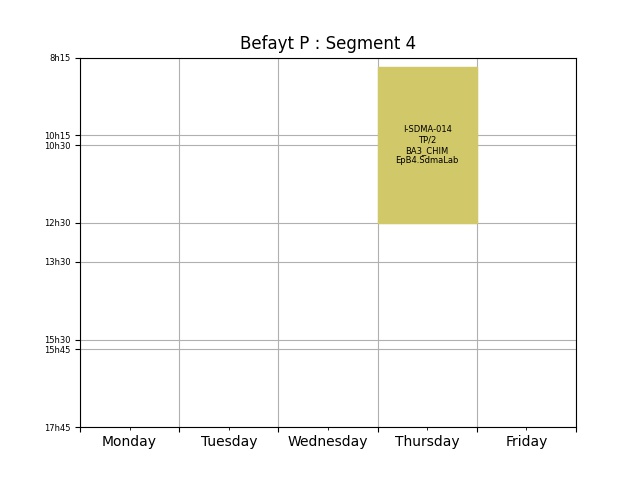 Befayt P : Segment 4
8h15
10h15
10h30
12h30
13h30
15h30
15h45
17h45
I-SDMA-014
TP/2
BA3_CHIM
EpB4.SdmaLab
Monday Tuesday Wednesday Thursday Friday